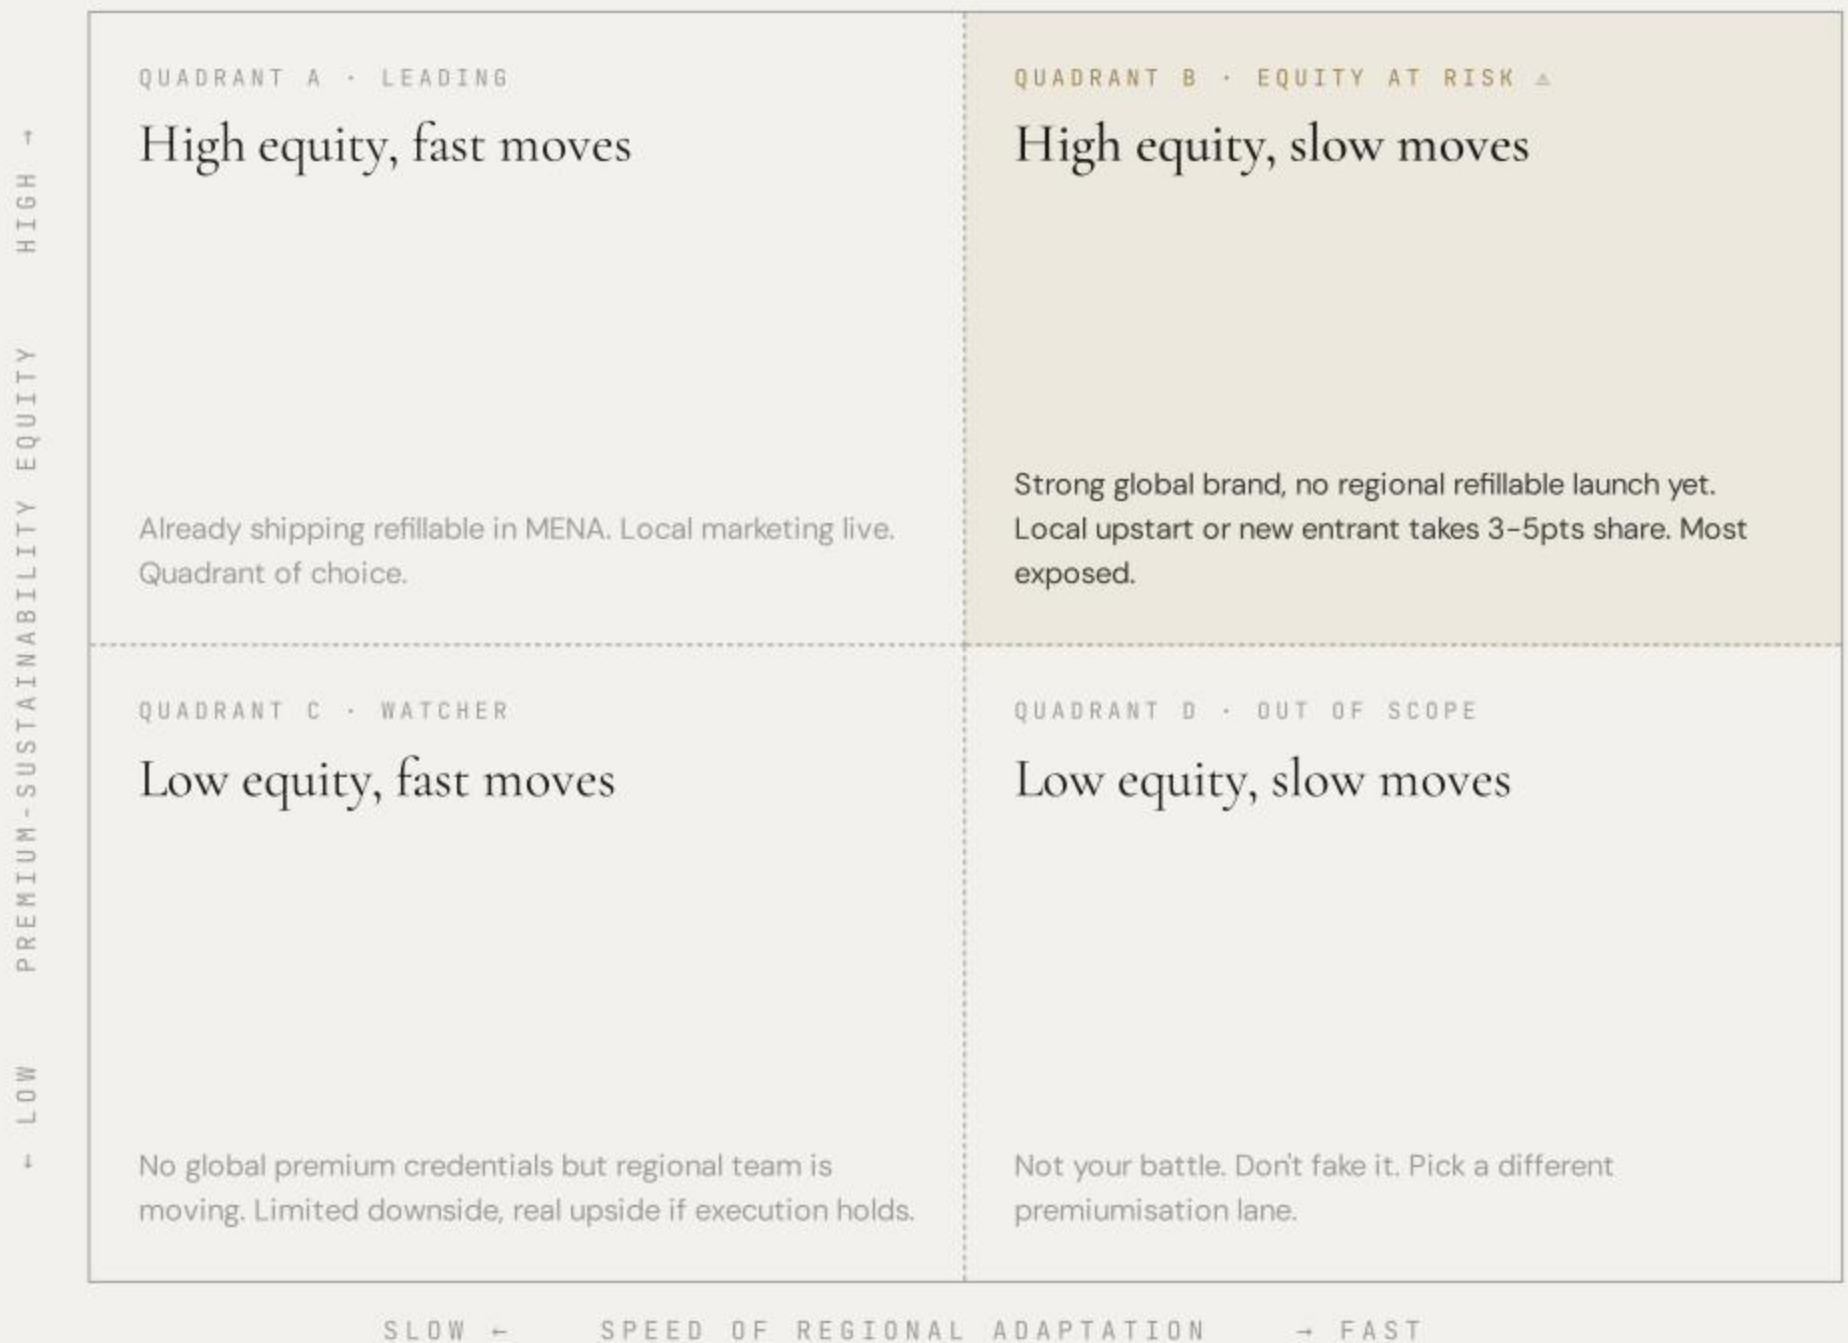 QUADRANT A · LEADING
High equity, fast moves
Already shipping refillable in MENA. Local marketing live.
Quadrant of choice.
QUADRANT B · EQUITY AT RISK ⚠
High equity, slow moves
Strong global brand, no regional refillable launch yet.
Local upstart or new entrant takes 3–5pts share. Most
exposed.
QUADRANT C · WATCHER
Low equity, fast moves
No global premium credentials but regional team is
moving. Limited downside, real upside if execution holds.
QUADRANT D · OUT OF SCOPE
Low equity, slow moves
Not your battle. Don't fake it. Pick a different
premiumisation lane.
← LOW PREMIUM-SUSTAINABILITY EQUITY HIGH →
SLOW ← SPEED OF REGIONAL ADAPTATION → FAST